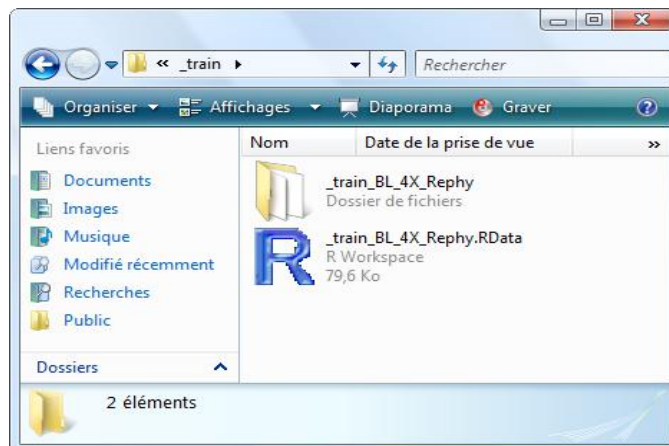 « _train
Rechercher
Organiser Affichages Diaporama Graver
Liens favoris
Documents
Images
Musique
Modifié récemment
Recherches
Public
Dossiers
Nom Date de la prise de vue »
_train_BL_4X_Rephy
Dossier de fichiers
_train_BL_4X_Rephy.RData
R Workspace
79,6 Ko
2 éléments